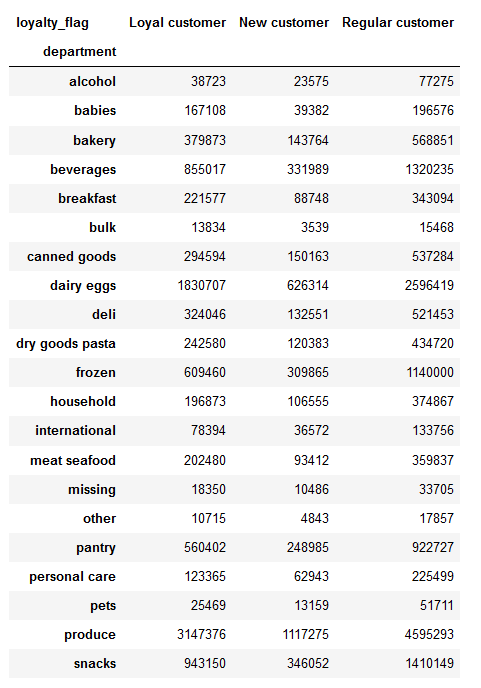 loyalty_flag Loyal customer New customer Regular customer
department
alcohol 38723 23575 77275
babies 167108 39382 196576
bakery 379873 143764 568851
beverages 855017 331989 1320235
breakfast 221577 88748 343094
bulk 13834 3539 15468
canned goods 294594 150163 537284
dairy eggs 1830707 626314 2596419
deli 324046 132551 521453
dry goods pasta 242580 120383 434720
frozen 609460 309865 1140000
household 196873 106555 374867
international 78394 36572 133756
meat seafood 202480 93412 359837
missing 18350 10486 33705
other 10715 4843 17857
pantry 560402 248985 922727
personal care 123365 62943 225499
pets 25469 13159 51711
produce 3147376 1117275 4595293
snacks 943150 346052 1410149